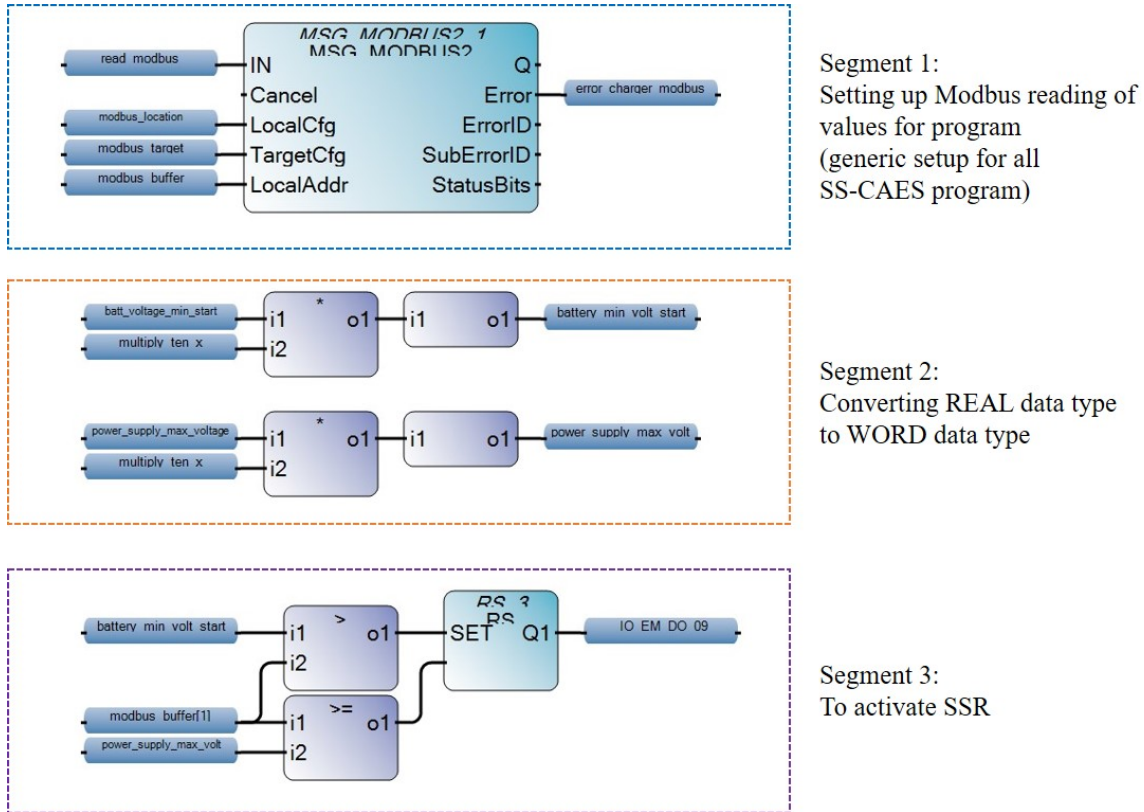 MSG_MODBUS2_1
MSG_MODBUS2
read modbus
IN
Q
Cancel
Error
error charger modbus
modbus_location
LocalCfg
ErrorID
modbus target
TargetCfg
SubErrorID
modbus buffer
LocalAddr
StatusBits
Segment 1:
Setting up Modbus reading of
values for program
(generic setup for all
SS-CAES program)
*
batt_voltage_min_start
i1
o1
i1
o1
battery min volt start
multiply ten x
i2
*
power_supply_max_voltage
i1
o1
i1
o1
power supply max volt
multiply ten x
i2
Segment 2:
Converting REAL data type
to WORD data type
RS_3
RS
>
battery min volt start
i1
o1
SET
Q1
IO EM DO 09
i2
>=
modbus buffer[1]
i1
o1
power_supply_max_volt
i2
Segment 3:
To activate SSR